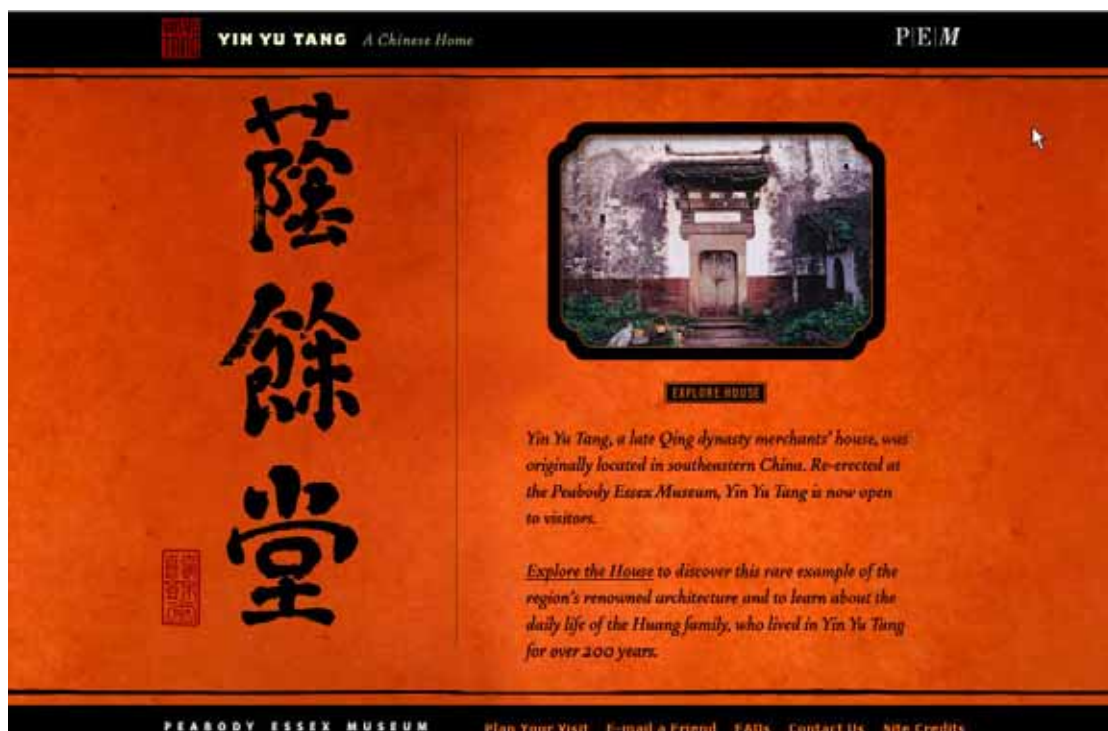 YIN YU TANG A Chinese Home
P|E|M
蔭
餘
堂
EXPLORE HOUSE
Yin Yu Tang, a late Qing dynasty merchants' house, was
originally located in southeastern China. Re-erected at
the Peabody Essex Museum, Yin Yu Tang is now open
to visitors.
Explore the House to discover this rare example of the
region's renowned architecture and to learn about the
daily life of the Huang family, who lived in Yin Yu Tang
for over 200 years.
PEABODY ESSEX MUSEUM Plan Your Visit E-mail a Friend FAQs Contact Us Site Credits